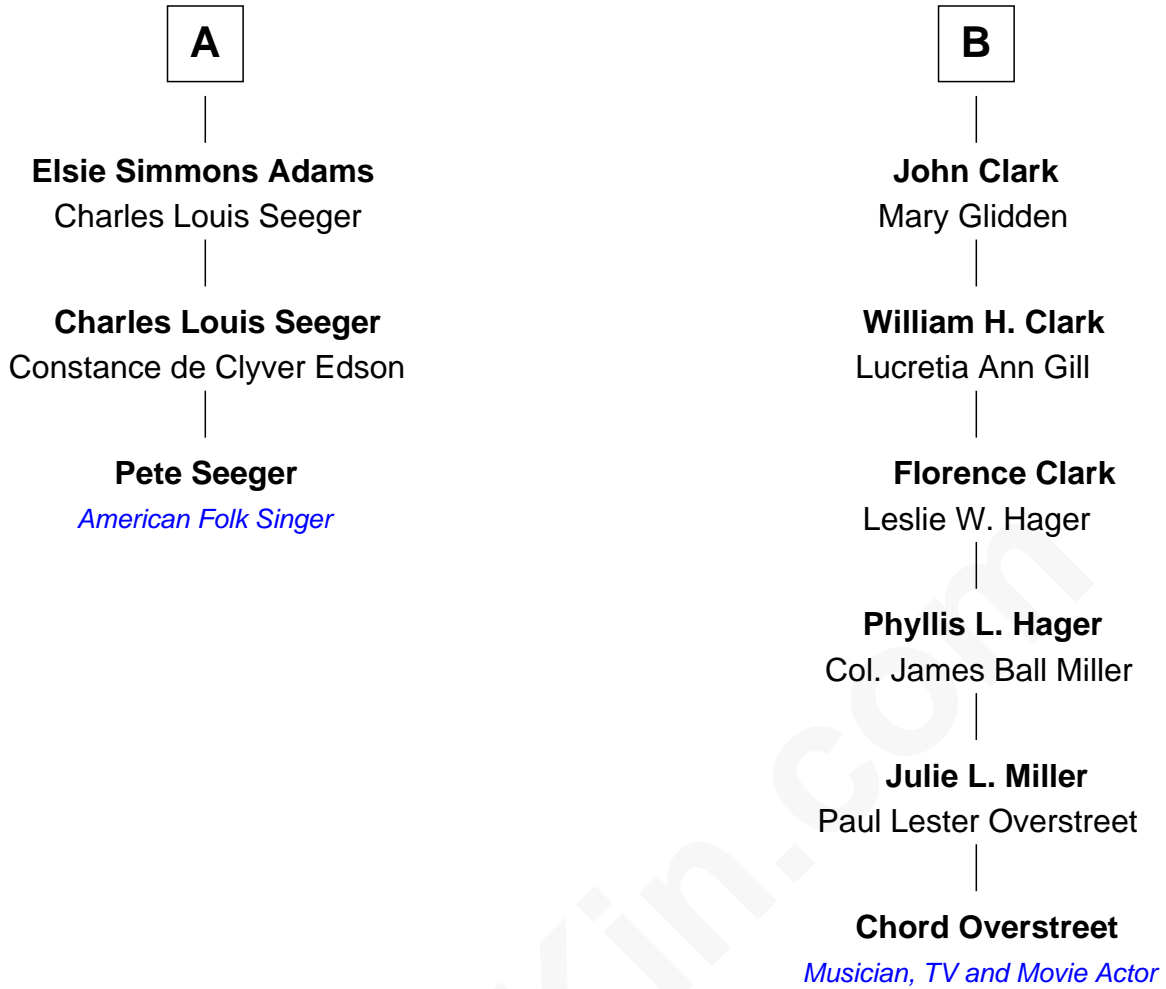 A
Elsie Simmons Adams
Charles Louis Seeger
Charles Louis Seeger
Constance de Clyver Edson
Pete Seeger
American Folk Singer
B
John Clark
Mary Glidden
William H. Clark
Lucretia Ann Gill
Florence Clark
Leslie W. Hager
Phyllis L. Hager
Col. James Ball Miller
Julie L. Miller
Paul Lester Overstreet
Chord Overstreet
Musician, TV and Movie Actor
Kin.com